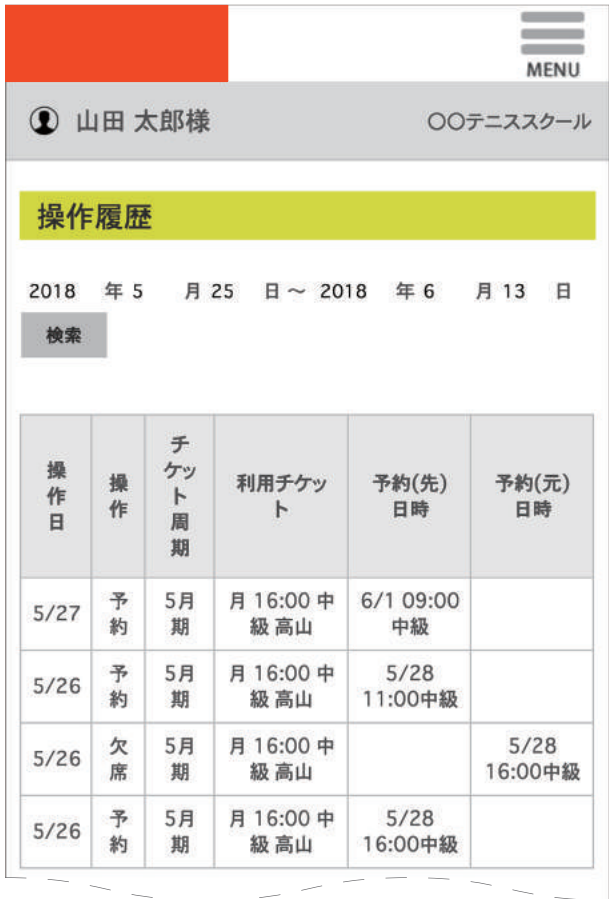 MENU
山田 太郎様 〇〇テニススクール
操作履歴
2018 年 5 月 25 日 ～ 2018 年 6 月 13 日
検索
操作日 操作 チケット周期 利用チケット 予約(先)日時 予約(元)日時
5/27 予約 5月期 月 16:00 中級 高山 6/1 09:00 中級
5/26 予約 5月期 月 16:00 中級 高山 5/28 11:00中級
5/26 欠席 5月期 月 16:00 中級 高山 5/28 16:00中級
5/26 予約 5月期 月 16:00 中級 高山 5/28 16:00中級